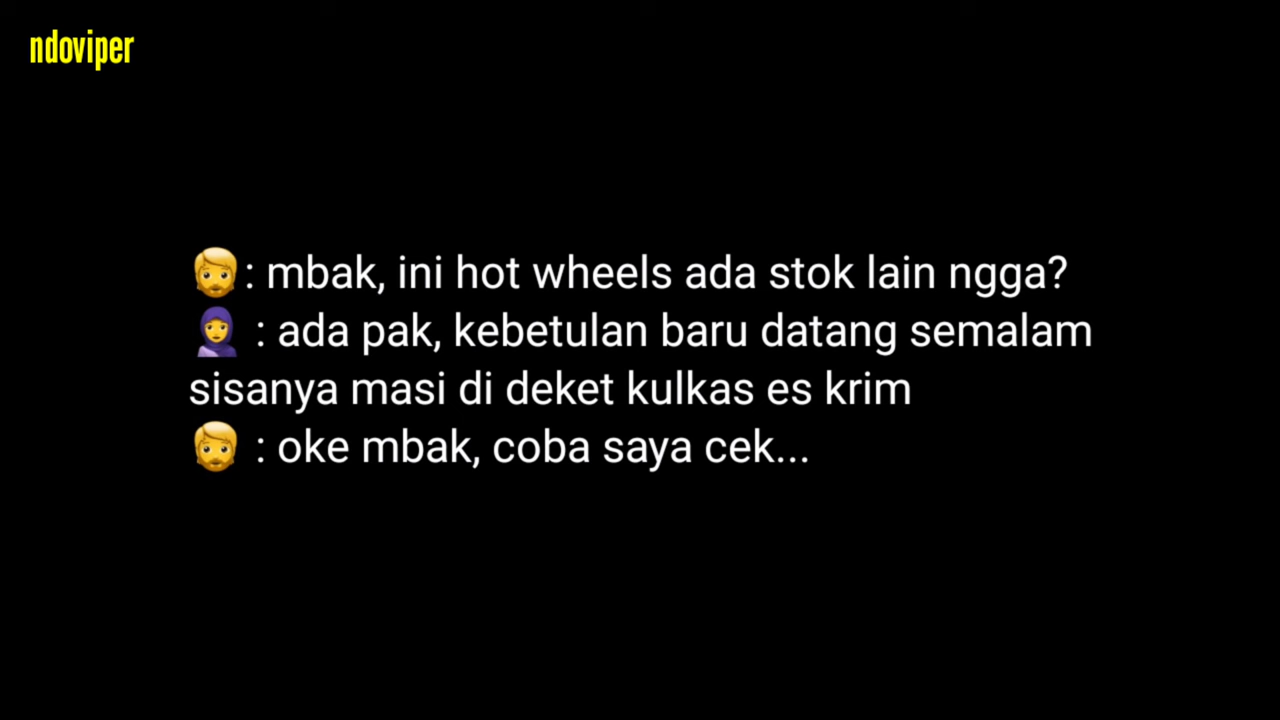 ndoviper
🧔: mbak, ini hot wheels ada stok lain ngga?
🧕 : ada pak, kebetulan baru datang semalam
sisanya masi di deket kulkas es krim
🧔 : oke mbak, coba saya cek...